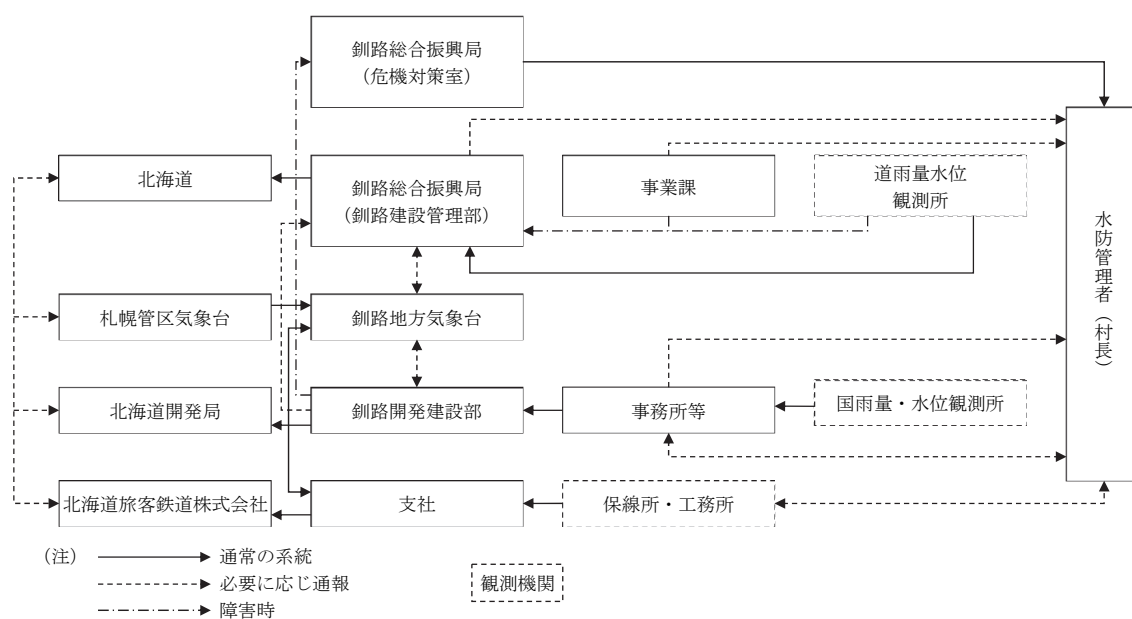 釧路総合振興局
（危機対策室）
北海道
釧路総合振興局
（釧路建設管理部）
事業課
道雨量水位
観測所
水防管理者（村長）
札幌管区気象台
釧路地方気象台
北海道開発局
釧路開発建設部
事務所等
国雨量・水位観測所
北海道旅客鉄道株式会社
支社
保線所・工務所
（注）
通常の系統
必要に応じ通報
障害時
観測機関